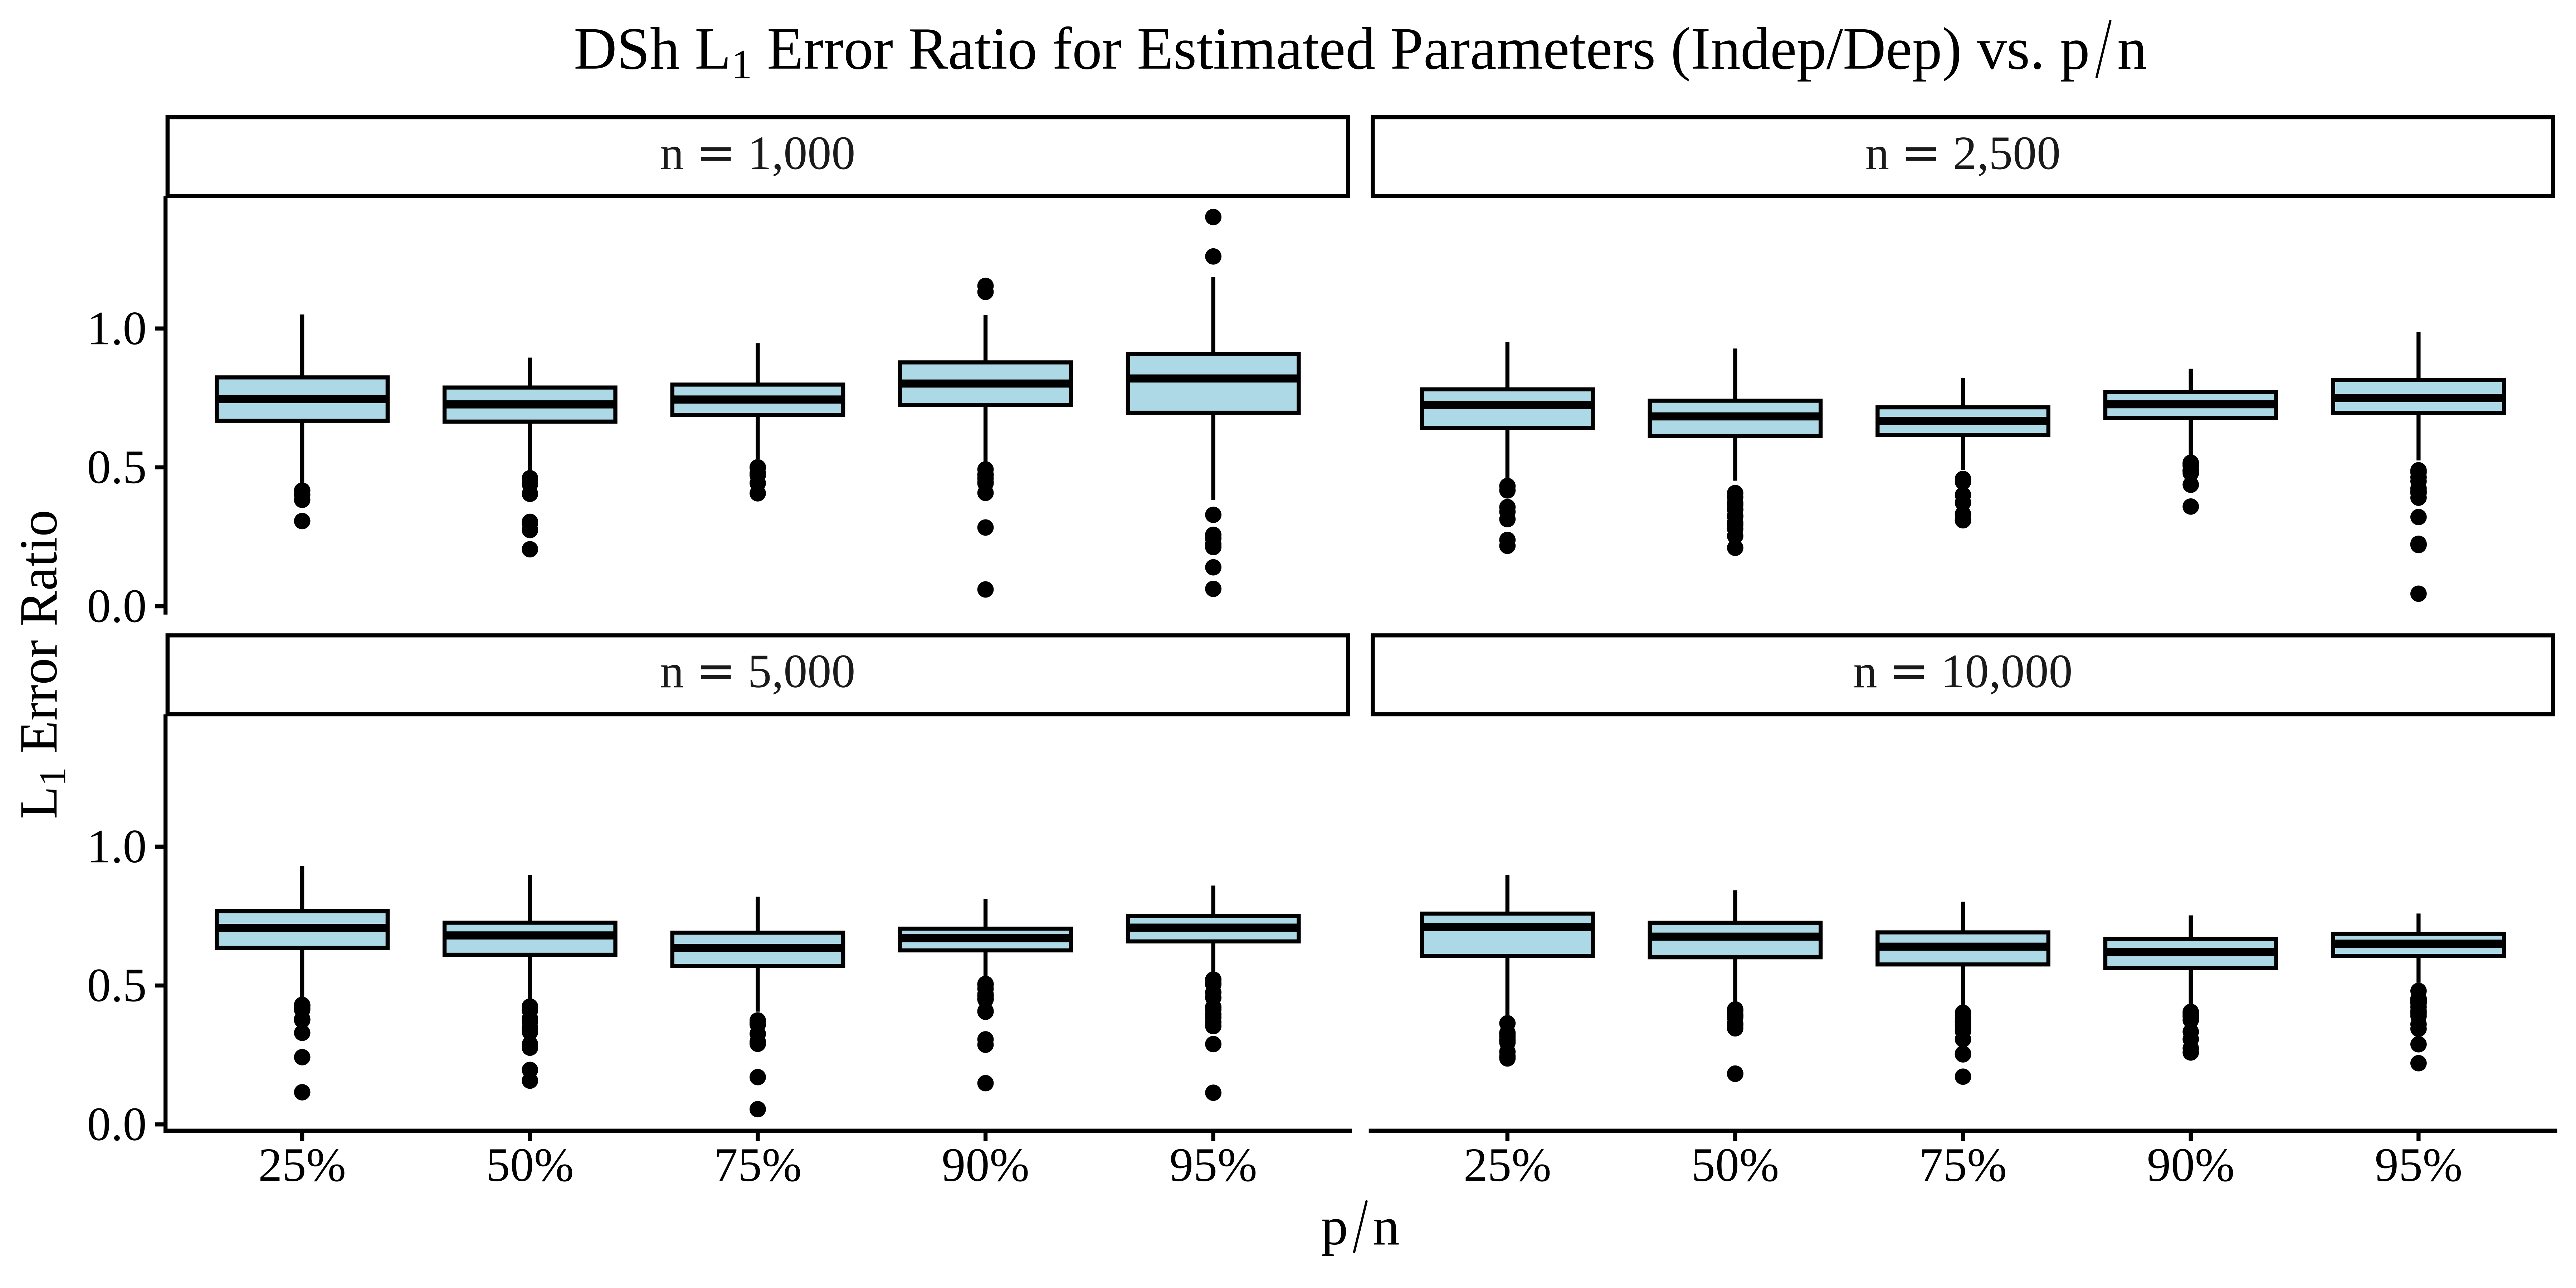 DSh L₁ Error Ratio for Estimated Parameters (Indep/Dep) vs. p/n
n = 1,000
n = 2,500
1.0
0.5
0.0
L₁ Error Ratio
n = 5,000
n = 10,000
1.0
0.5
0.0
25% 50% 75% 90% 95% 25% 50% 75% 90% 95%
p/n